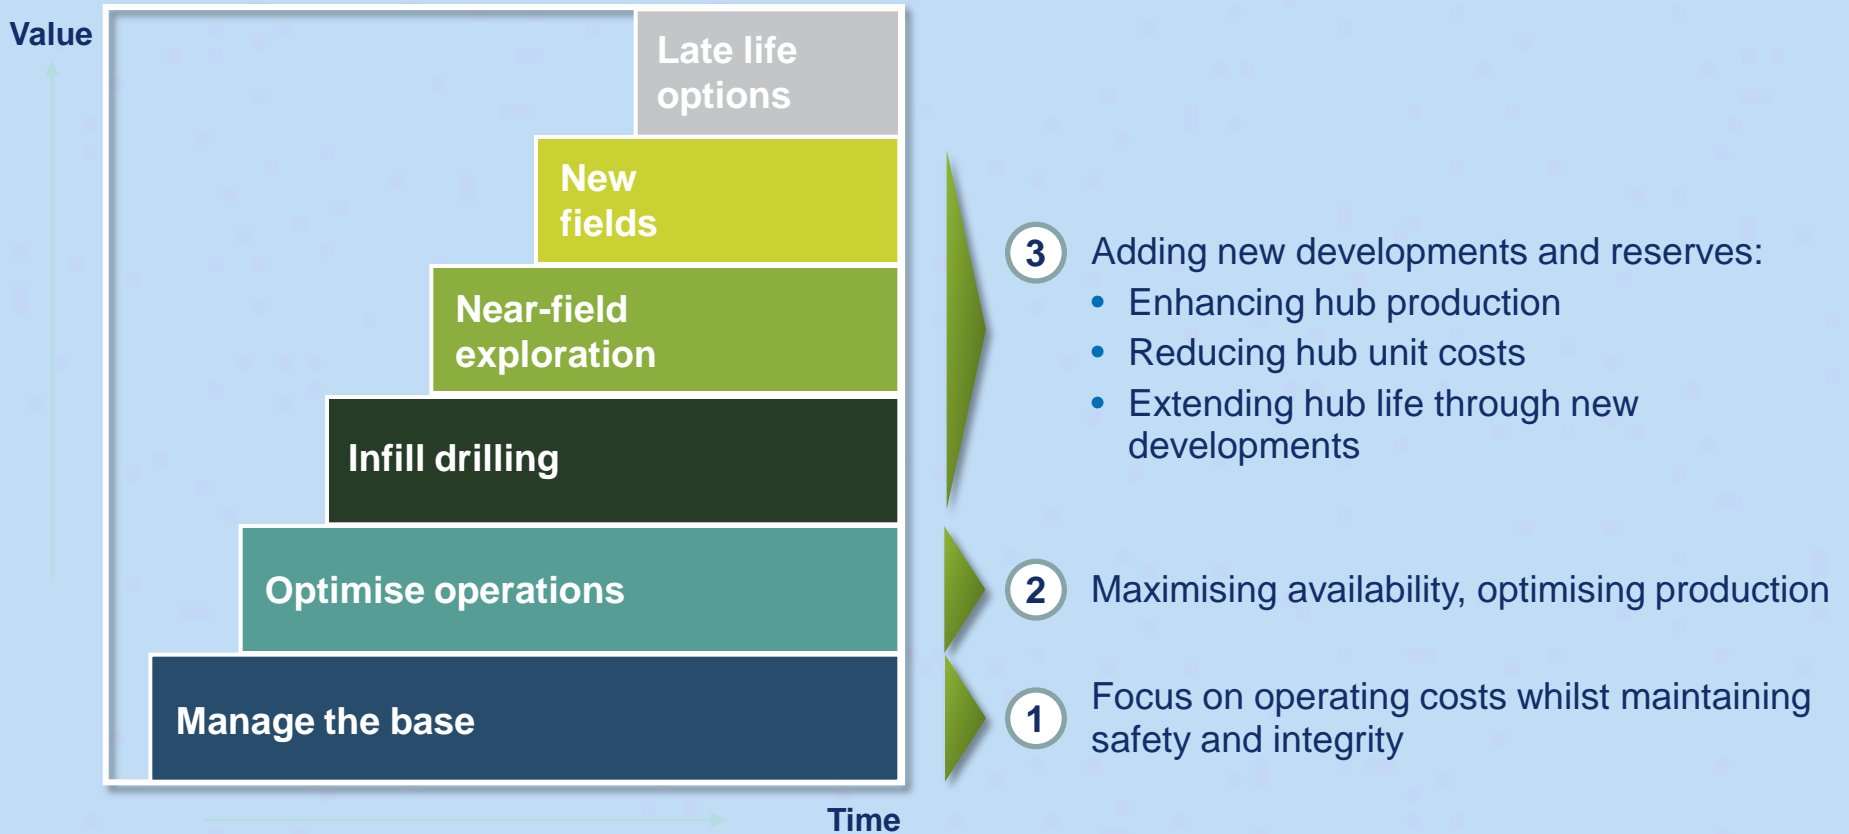 Value
Late life
options
New
fields
Near-field
exploration
Infill drilling
Optimise operations
Manage the base
Time
3 Adding new developments and reserves:
• Enhancing hub production
• Reducing hub unit costs
• Extending hub life through new
developments
2 Maximising availability, optimising production
1 Focus on operating costs whilst maintaining
safety and integrity